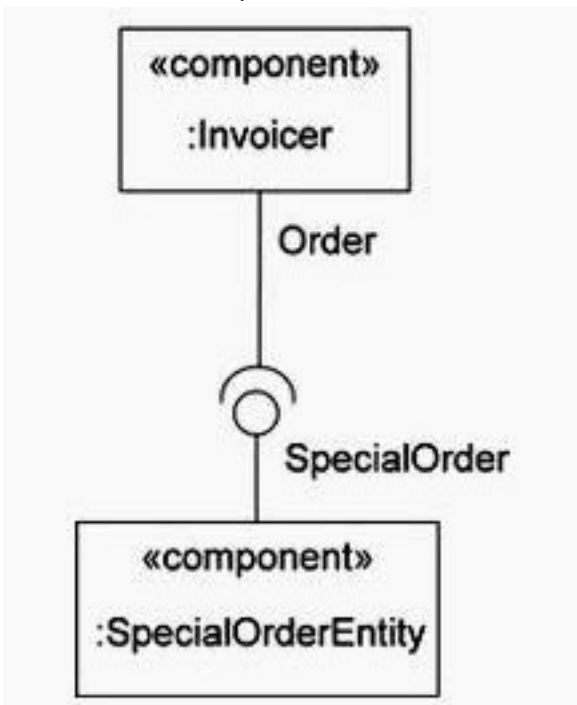 «component»
:Invoicer
Order
SpecialOrder
«component»
:SpecialOrderEntity